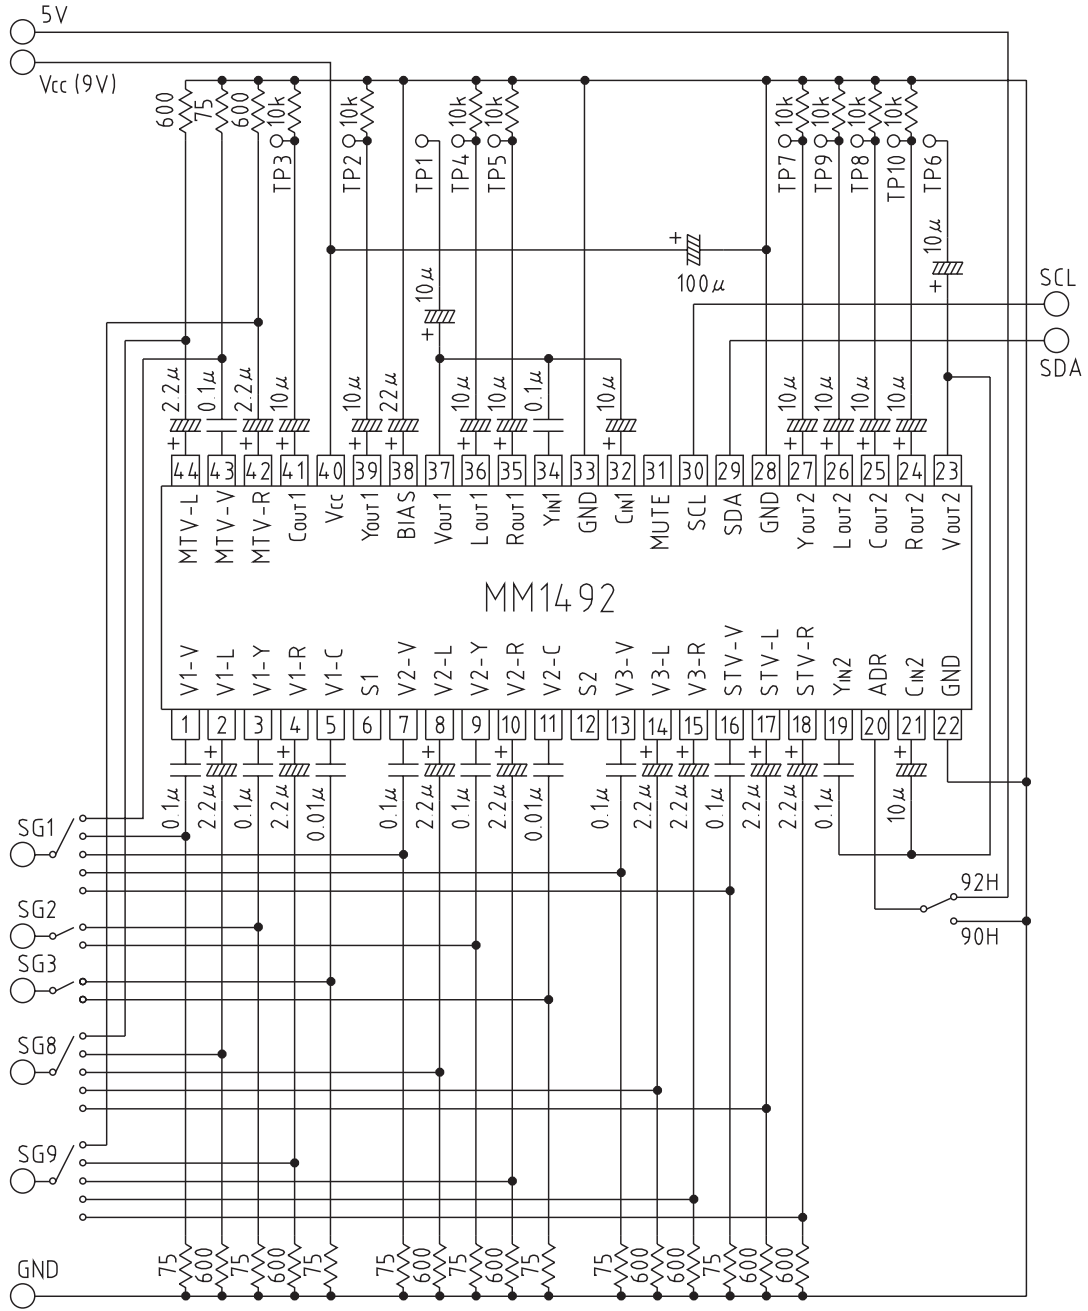 5V
Vcc (9V)
600 75 600 10k 10k 10k 10k 10k 10k 10k 10k
TP3 TP2 TP1 TP4 TP5 TP7 TP9 TP8 TP10 TP6
+
100μ
10μ
+
10μ
+
SCL
SDA
2.2μ 0.1μ 2.2μ 10μ 10μ 22μ 10μ 10μ 0.1μ 10μ 10μ 10μ 10μ 10μ
+ + + + + + + + + + + +
44 43 42 41 40 39 38 37 36 35 34 33 32 31 30 29 28 27 26 25 24 23
MTV-L MTV-V MTV-R COUT1 VCC YOUT1 BIAS VOUT1 LOUT1 ROUT1 YIN1 GND CIN1 MUTE SCL SDA GND YOUT2 LOUT2 COUT2 ROUT2 VOUT2
MM1492
V1-V V1-L V1-Y V1-R V1-C S1 V2-V V2-L V2-Y V2-R V2-C S2 V3-V V3-L V3-R STV-V STV-L STV-R YIN2 ADR CIN2 GND
1 2 3 4 5 6 7 8 9 10 11 12 13 14 15 16 17 18 19 20 21 22
+ + + + + + + + +
0.1μ 2.2μ 0.1μ 2.2μ 0.01μ 0.1μ 2.2μ 0.1μ 2.2μ 0.01μ 0.1μ 2.2μ 2.2μ 0.1μ 2.2μ 2.2μ 0.1μ 10μ
SG1
92H
SG2
90H
SG3
SG8
SG9
75 600 75 600 75 75 600 75 600 75 75 600 600 75 600 600
GND